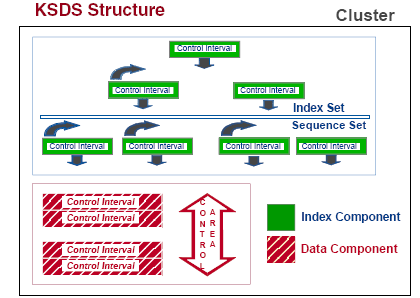 KSDS Structure
Cluster
Control Interval
Control Interval
Control Interval
Index Set
Sequence Set
Control Interval
Control Interval
Control Interval
Control Interval
Control Interval
Control Interval
Control Interval
Control Interval
CONTROL
AREA
Index Component
Data Component